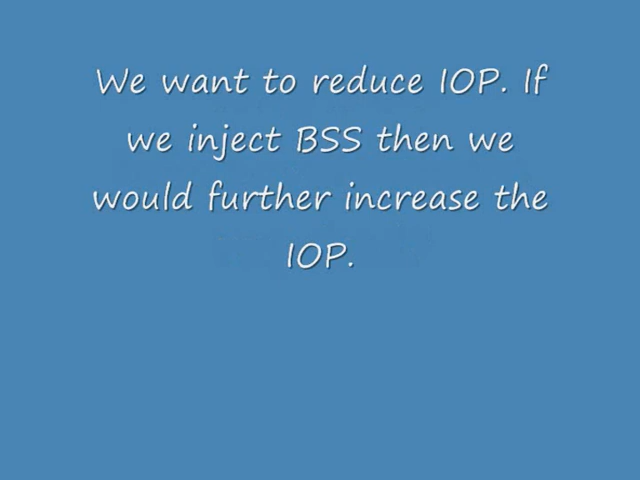 We want to reduce IOP. If
we inject BSS then we
would further increase the
IOP.